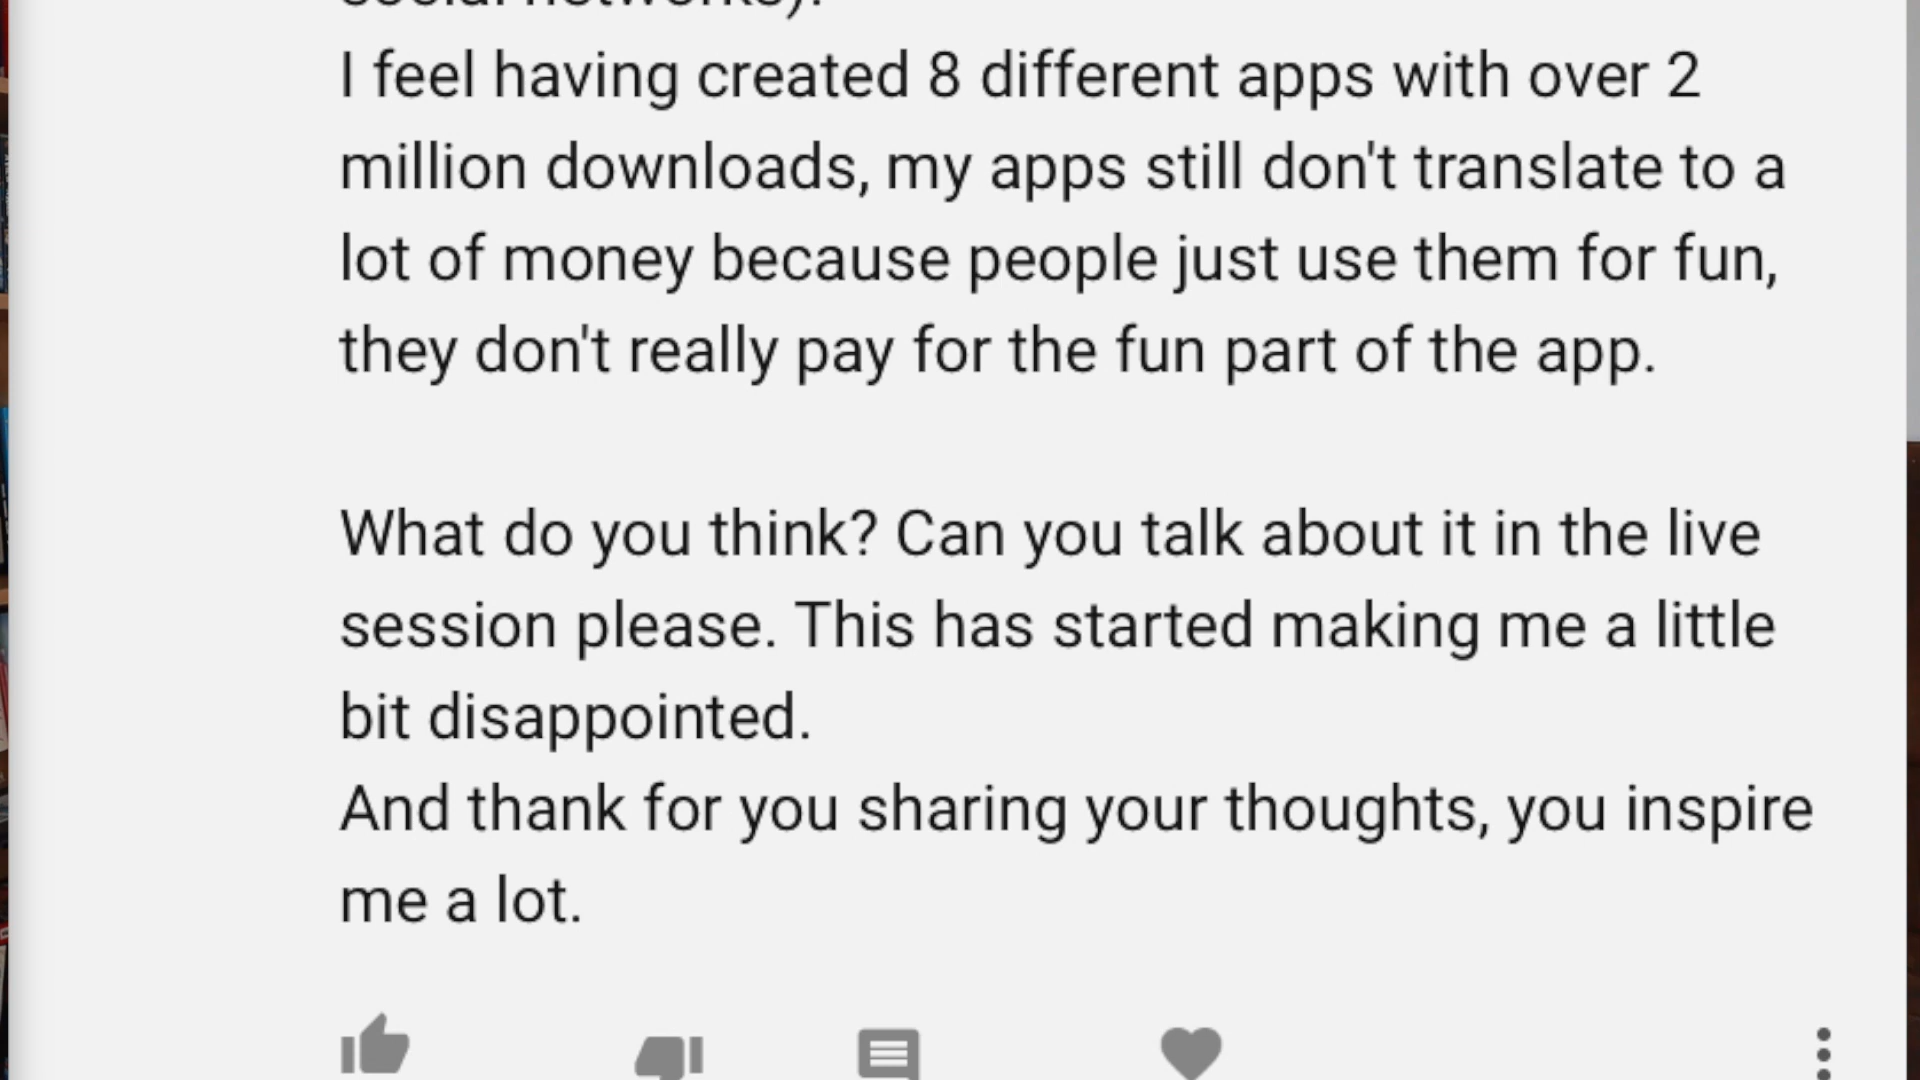 social networks).
I feel having created 8 different apps with over 2
million downloads, my apps still don't translate to a
lot of money because people just use them for fun,
they don't really pay for the fun part of the app.
What do you think? Can you talk about it in the live
session please. This has started making me a little
bit disappointed.
And thank for you sharing your thoughts, you inspire
me a lot.